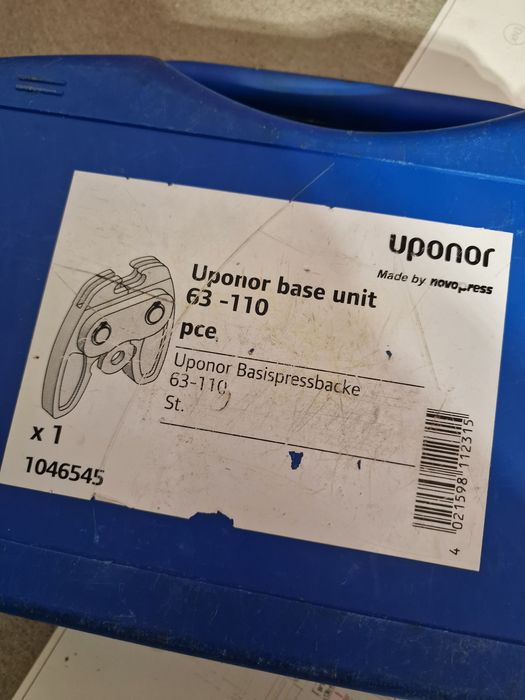 uponor
Made by novopress
Uponor base unit
63 -110
pce
Uponor Basispressbacke
63-110
St.
x 1
1046545
4 021598 112315